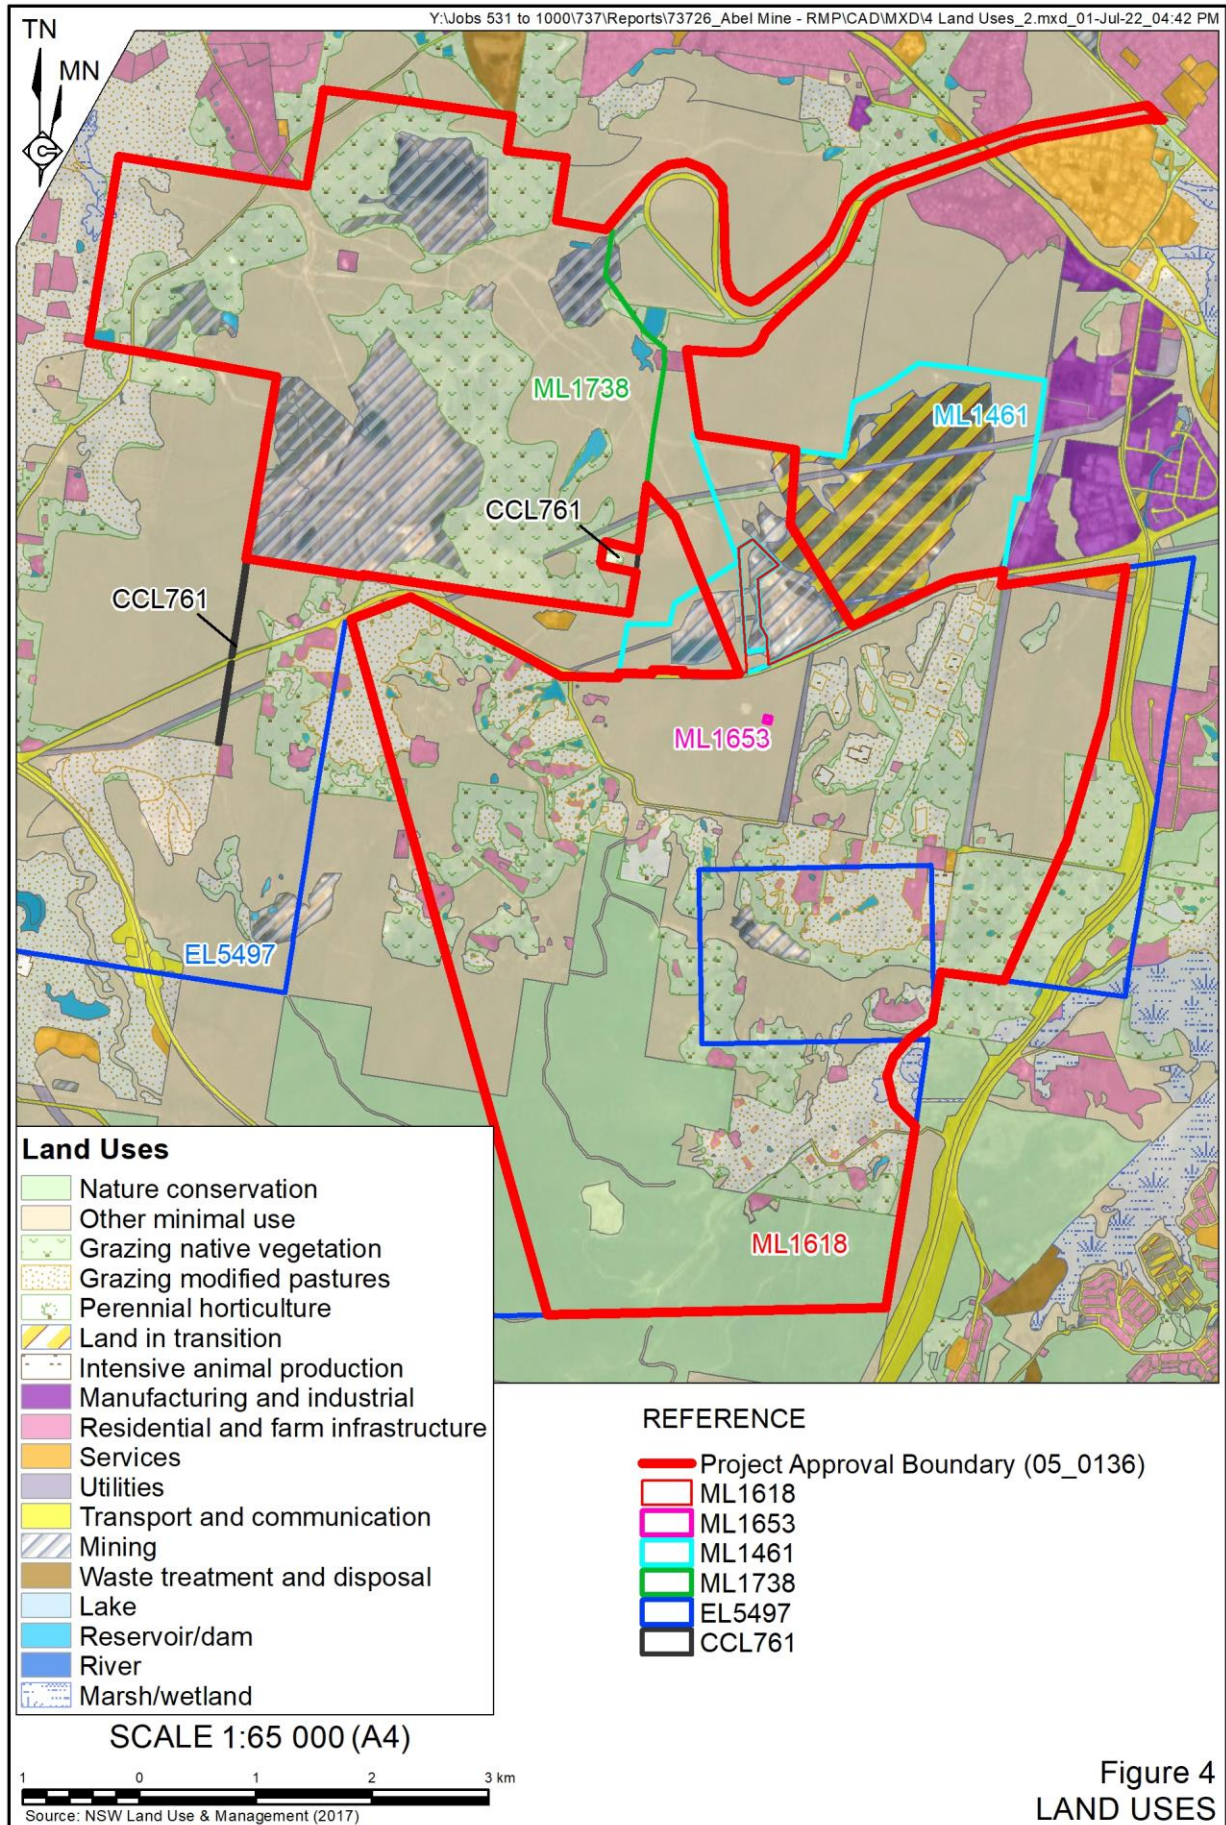 Y:\Jobs 531 to 1000\737\Reports\73726_Abel Mine - RMP\CAD\MXD\4 Land Uses_2.mxd_01-Jul-22_04:42 PM
TN
MN
ML1738
ML1461
CCL761
CCL761
ML1653
EL5497
ML1618
Land Uses
Nature conservation
Other minimal use
Grazing native vegetation
Grazing modified pastures
Perennial horticulture
Land in transition
Intensive animal production
Manufacturing and industrial
Residential and farm infrastructure
Services
Utilities
Transport and communication
Mining
Waste treatment and disposal
Lake
Reservoir/dam
River
Marsh/wetland
REFERENCE
Project Approval Boundary (05_0136)
ML1618
ML1653
ML1461
ML1738
EL5497
CCL761
SCALE 1:65 000 (A4)
1 0 1 2 3 km
Source: NSW Land Use & Management (2017)
Figure 4
LAND USES